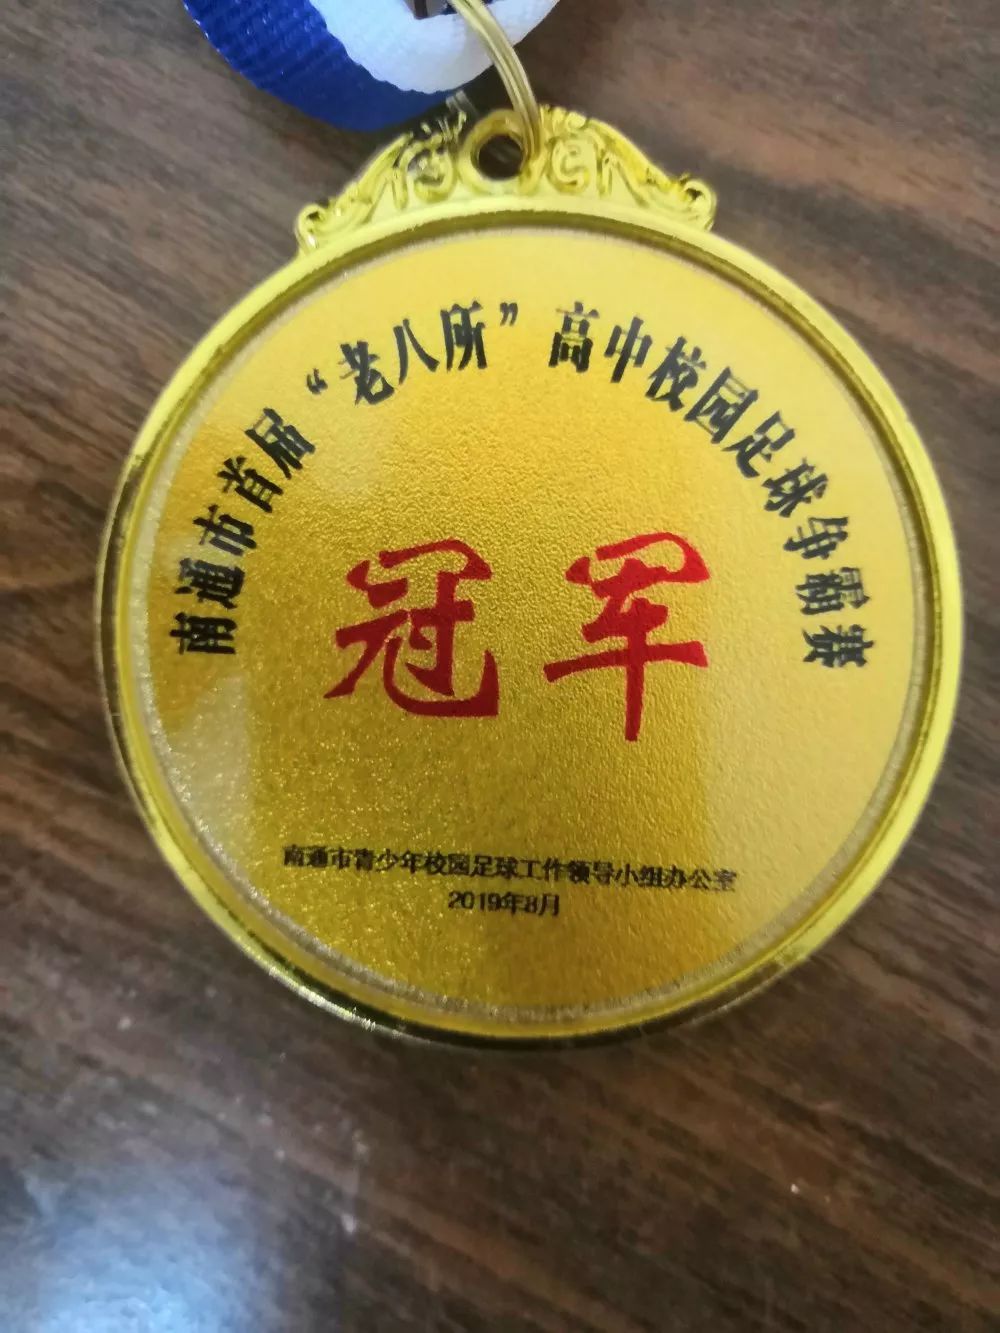 南通市首届“老八所”高中校园足球争霸赛
冠军
南通市青少年校园足球工作领导小组办公室
2019年8月